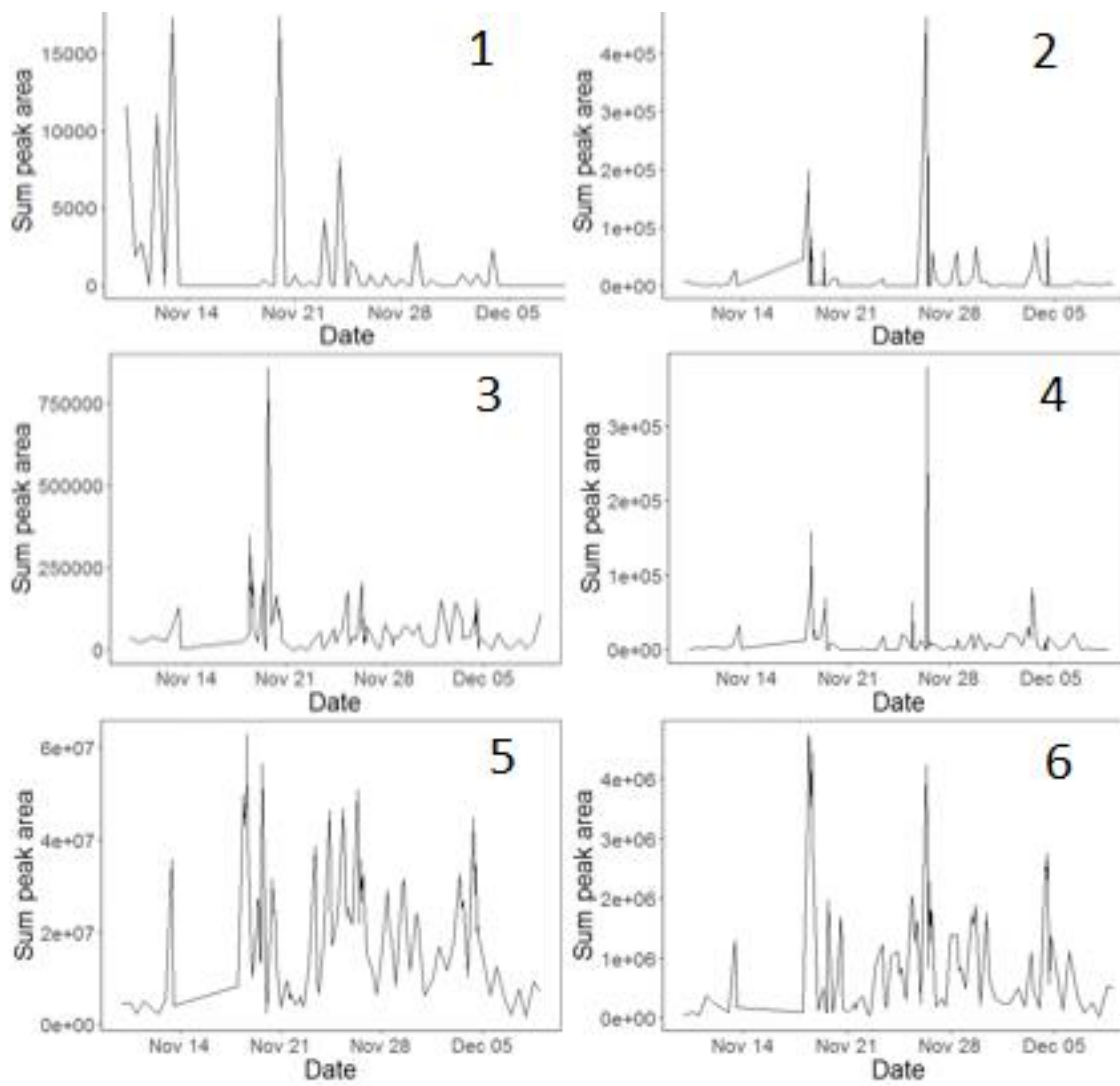 1
Sum peak area
15000
10000
5000
0
Nov 14 Nov 21 Nov 28 Dec 05
Date
2
Sum peak area
4e+05
3e+05
2e+05
1e+05
0e+00
Nov 14 Nov 21 Nov 28 Dec 05
Date
3
Sum peak area
750000
500000
250000
0
Nov 14 Nov 21 Nov 28 Dec 05
Date
4
Sum peak area
3e+05
2e+05
1e+05
0e+00
Nov 14 Nov 21 Nov 28 Dec 05
Date
5
Sum peak area
6e+07
4e+07
2e+07
0e+00
Nov 14 Nov 21 Nov 28 Dec 05
Date
6
Sum peak area
4e+06
3e+06
2e+06
1e+06
0e+00
Nov 14 Nov 21 Nov 28 Dec 05
Date